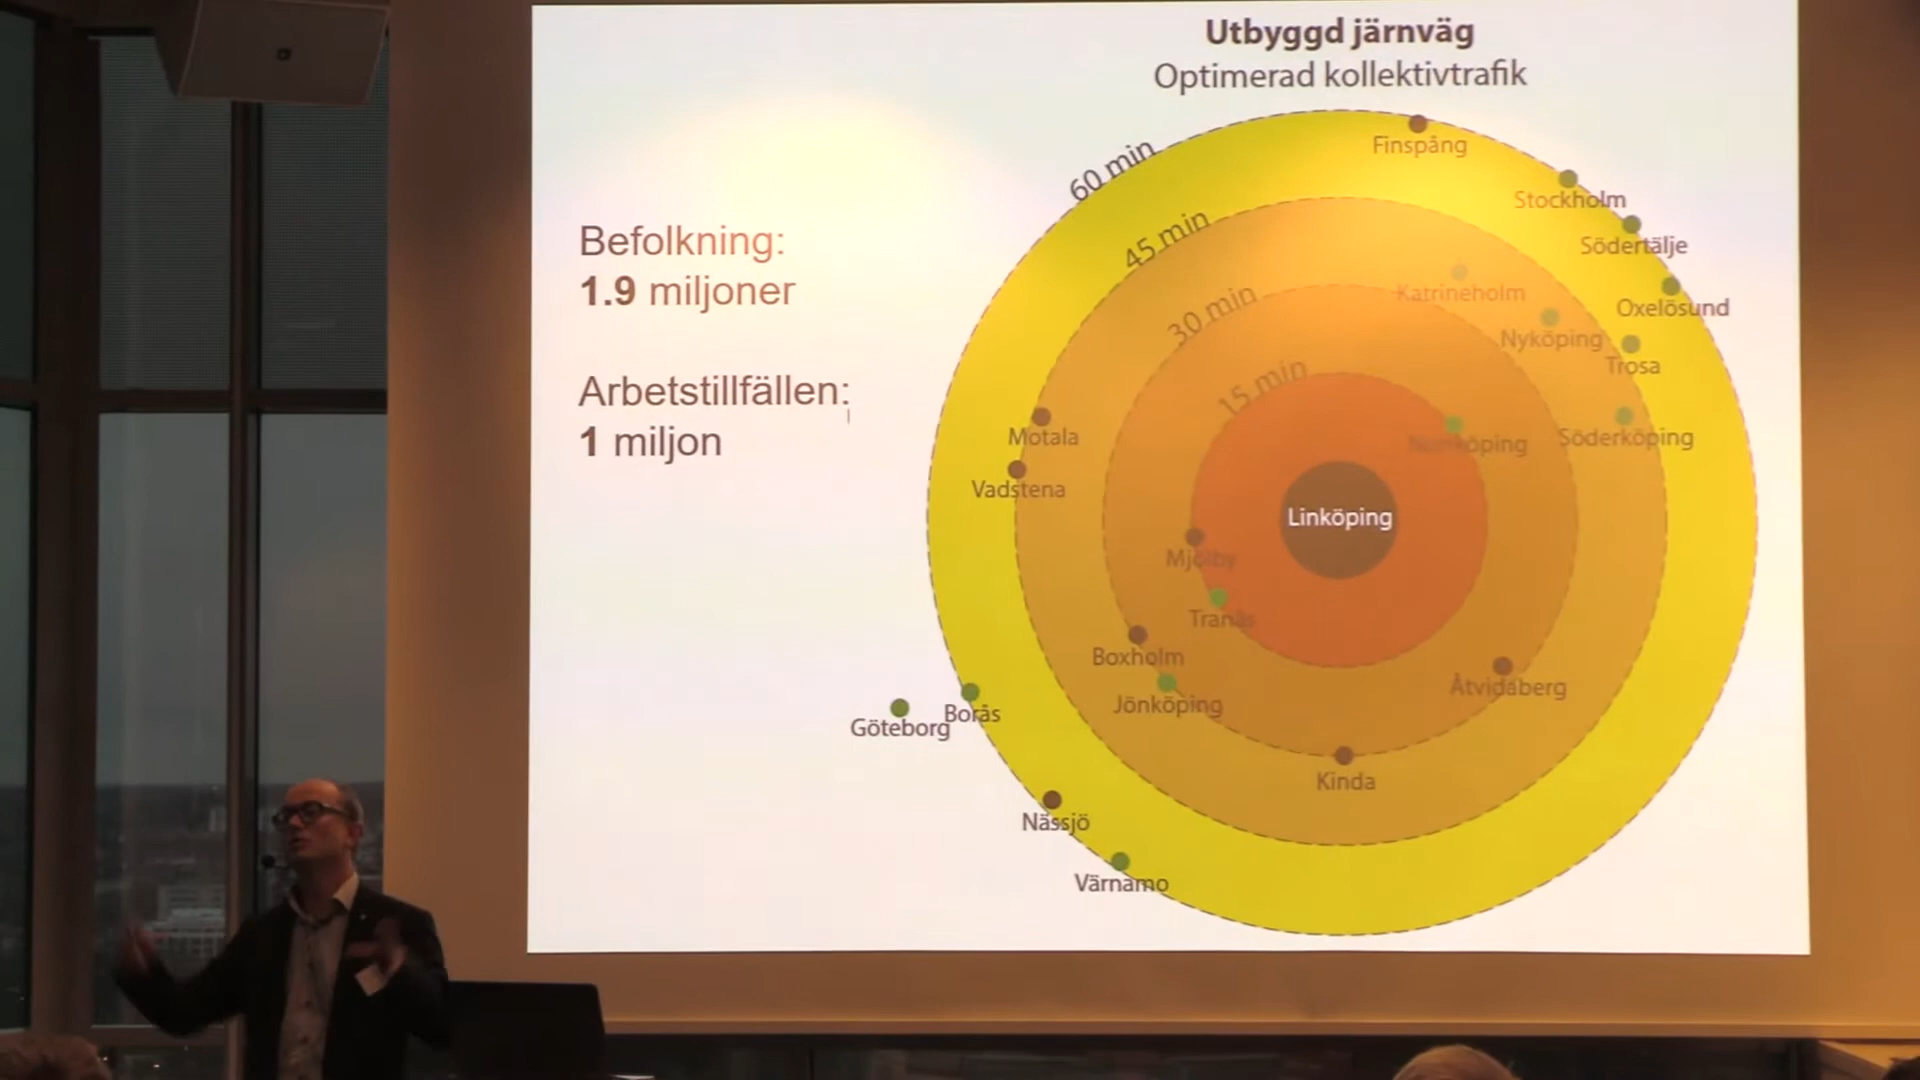 Utbyggd järnväg
Optimerad kollektivtrafik
Befolkning:
1.9 miljoner
Arbetstillfällen:
1 miljon
60 min
45 min
30 min
15 min
Finspång
Stockholm
Södertälje
Katrineholm
Oxelösund
Nyköping
Trosa
Motala
Norrköping
Söderköping
Vadstena
Linköping
Mjölby
Tranås
Boxholm
Åtvidaberg
Jönköping
Borås
Göteborg
Kinda
Nässjö
Värnamo